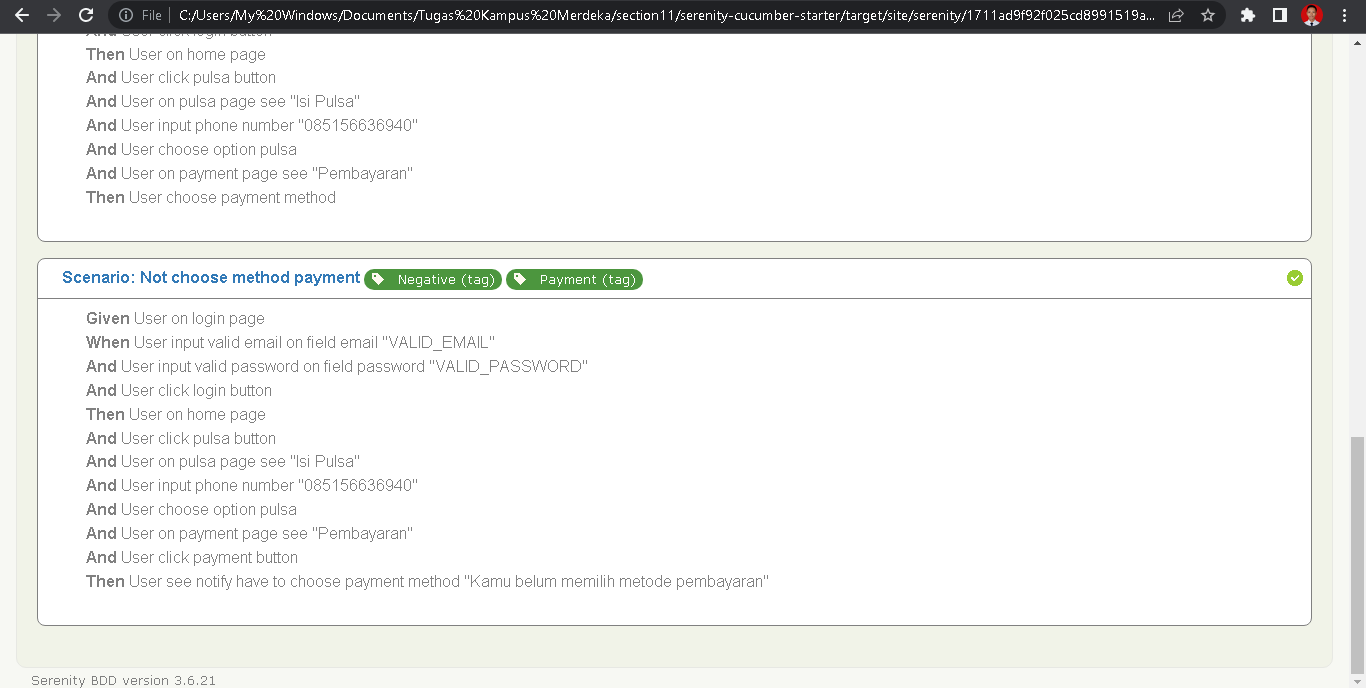 File
C:/Users/My%20Windows/Documents/Tugas%20Kampus%20Merdeka/section11/serenity-cucumber-starter/target/site/serenity/1711ad9f92f025cd8991519a...
And User click login button
Then User on home page
And User click pulsa button
And User on pulsa page see "Isi Pulsa"
And User input phone number "085156636940"
And User choose option pulsa
And User on payment page see "Pembayaran"
Then User choose payment method
Scenario: Not choose method payment Negative (tag) Payment (tag)
Given User on login page
When User input valid email on field email "VALID_EMAIL"
And User input valid password on field password "VALID_PASSWORD"
And User click login button
Then User on home page
And User click pulsa button
And User on pulsa page see "Isi Pulsa"
And User input phone number "085156636940"
And User choose option pulsa
And User on payment page see "Pembayaran"
And User click payment button
Then User see notify have to choose payment method "Kamu belum memilih metode pembayaran"
Serenity BDD version 3.6.21